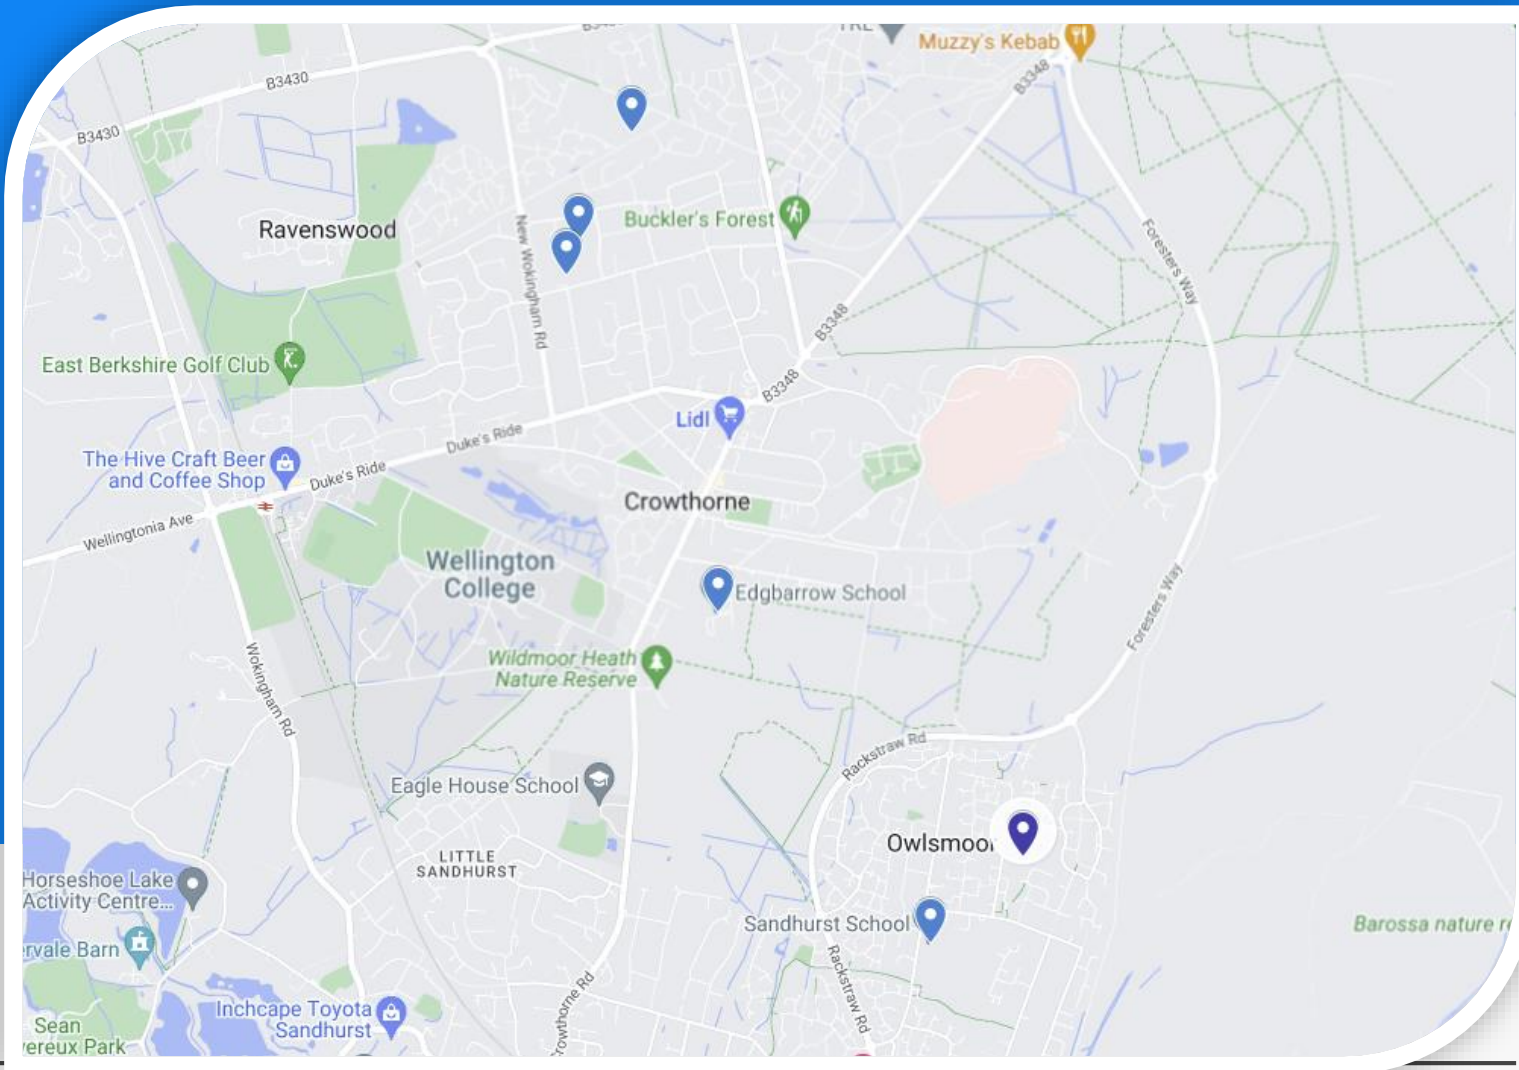 Muzzy's Kebab
B3348
B3430
B3430
Ravenswood
Buckler's Forest
New Wokingham Rd
Foresters Way
B3348
East Berkshire Golf Club
B3348
Lidl
Duke's Ride
The Hive Craft Beer
and Coffee Shop
Duke's Ride
Crowthorne
Wellingtonia Ave
Wellington
College
Edgbarrow School
Foresters Way
Wildmoor Heath
Nature Reserve
Wokingham Rd
Rackstraw Rd
Eagle House School
Owlsmoor
LITTLE
SANDHURST
Horseshoe Lake
Activity Centre...
Sandhurst School
Barossa nature
Barn
Rackstraw Rd
Inchcape Toyota
Sandhurst
Crowthorne Rd
Sean
Park